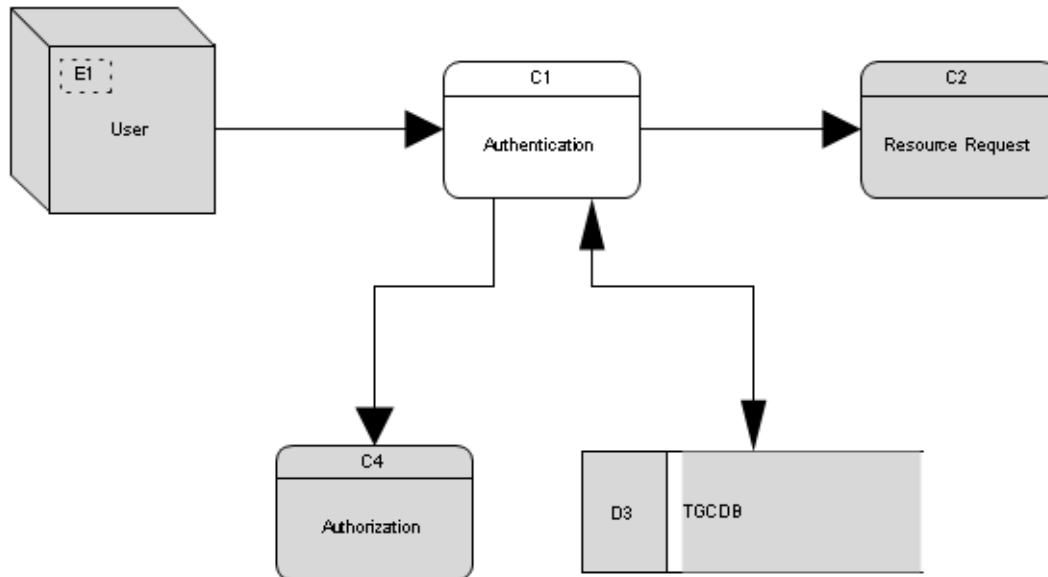 E1
User
C1
Authentication
C2
Resource Request
C4
Authorization
D3
TGCDB